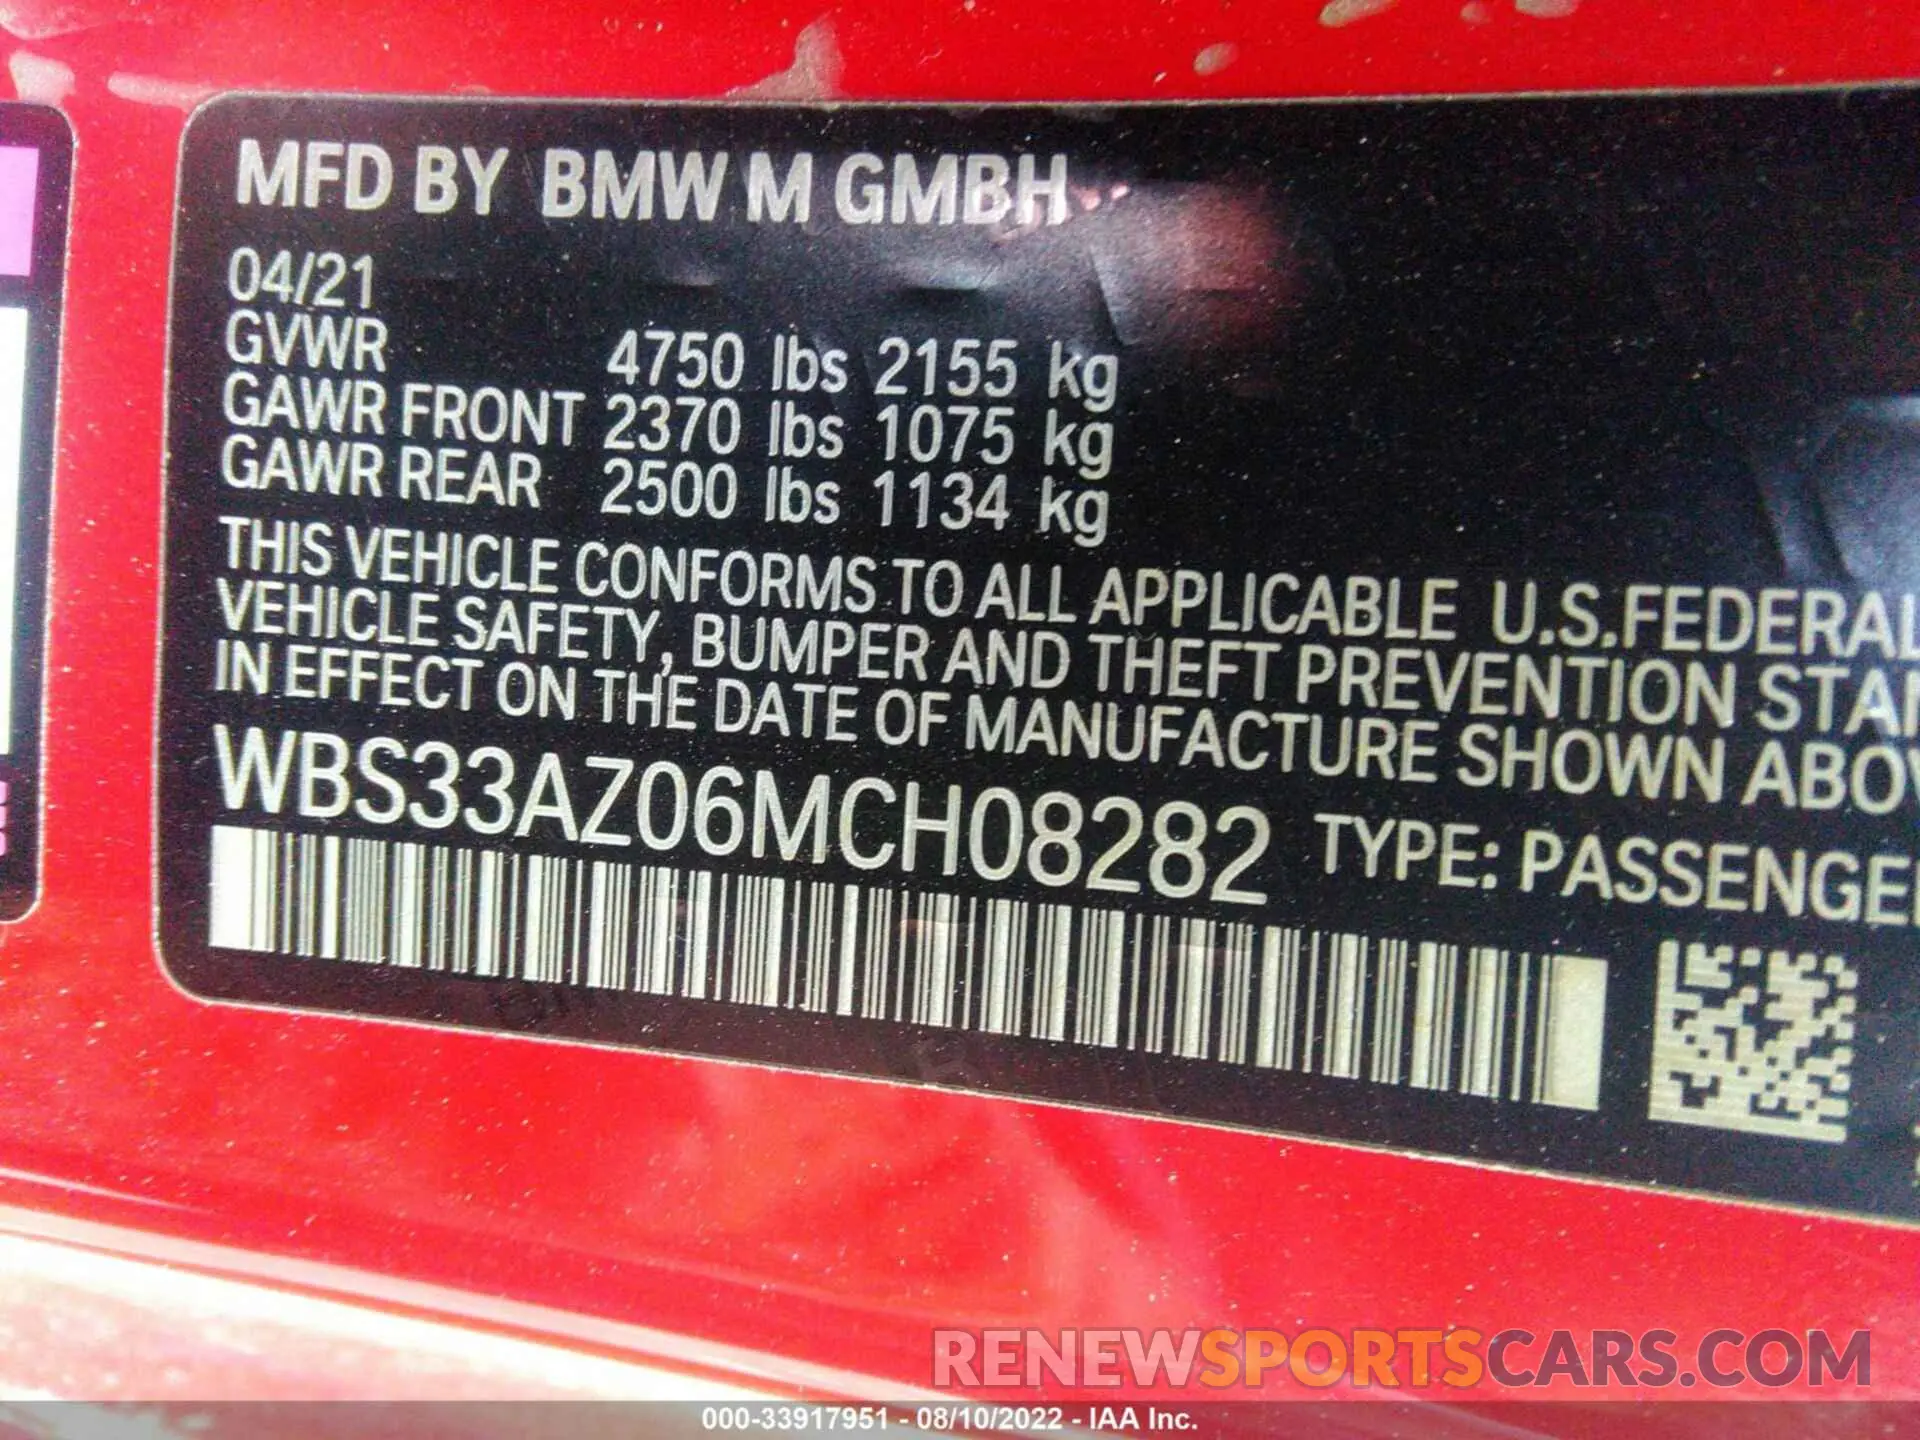 MFD BY BMW M GMBH
04/21
GVWR 4750 lbs 2155 kg
GAWR FRONT 2370 lbs 1075 kg
GAWR REAR 2500 lbs 1134 kg
THIS VEHICLE CONFORMS TO ALL APPLICABLE U.S.FEDERAL
VEHICLE SAFETY, BUMPER AND THEFT PREVENTION STAN
IN EFFECT ON THE DATE OF MANUFACTURE SHOWN ABOV
WBS33AZ06MCH08282 TYPE: PASSENGER
RENEWSPORTSCARS.COM
000-33917951 - 08/10/2022 - IAA Inc.